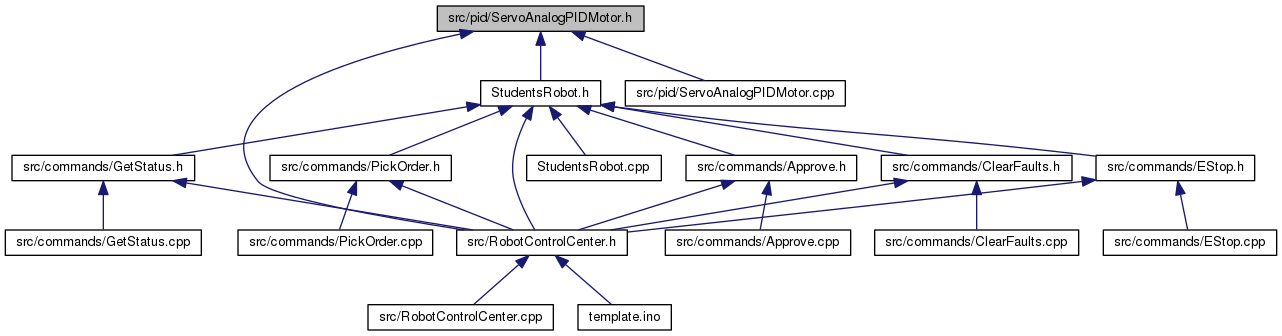 src/pid/ServoAnalogPIDMotor.h
StudentsRobot.h
src/pid/ServoAnalogPIDMotor.cpp
src/commands/GetStatus.h
src/commands/PickOrder.h
StudentsRobot.cpp
src/commands/Approve.h
src/commands/ClearFaults.h
src/commands/EStop.h
src/commands/GetStatus.cpp
src/commands/PickOrder.cpp
src/RobotControlCenter.h
src/commands/Approve.cpp
src/commands/ClearFaults.cpp
src/commands/EStop.cpp
src/RobotControlCenter.cpp
template.ino